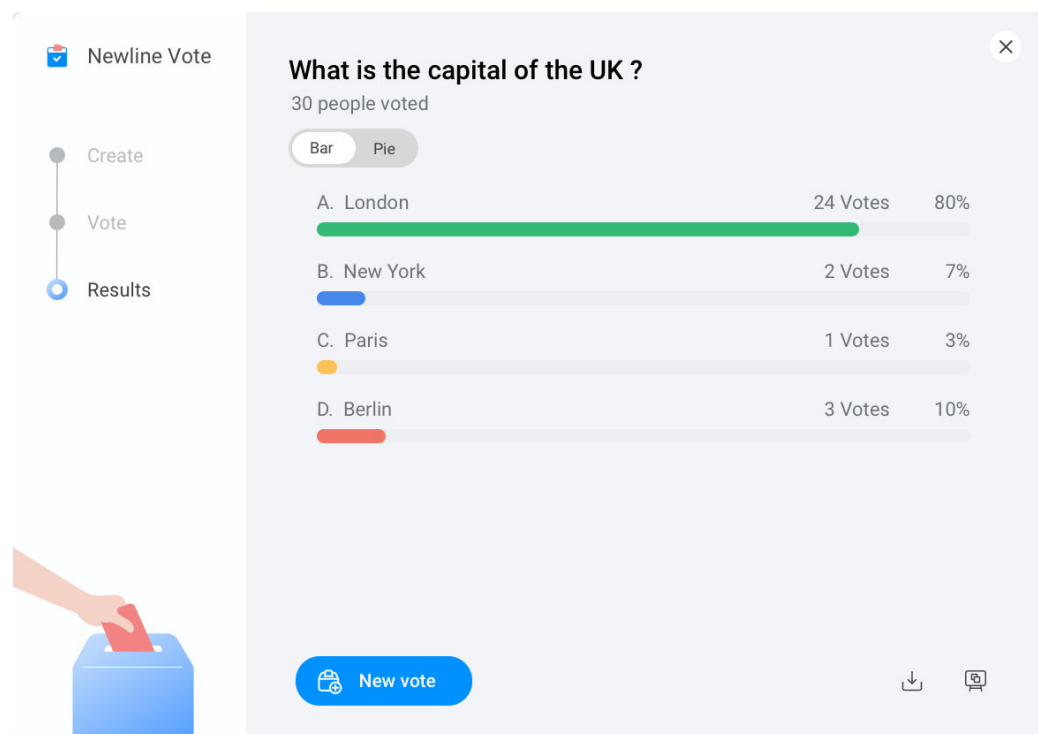 Newline Vote
Create
Vote
Results
What is the capital of the UK ?
30 people voted
Bar Pie
A. London 24 Votes 80%
B. New York 2 Votes 7%
C. Paris 1 Votes 3%
D. Berlin 3 Votes 10%
New vote